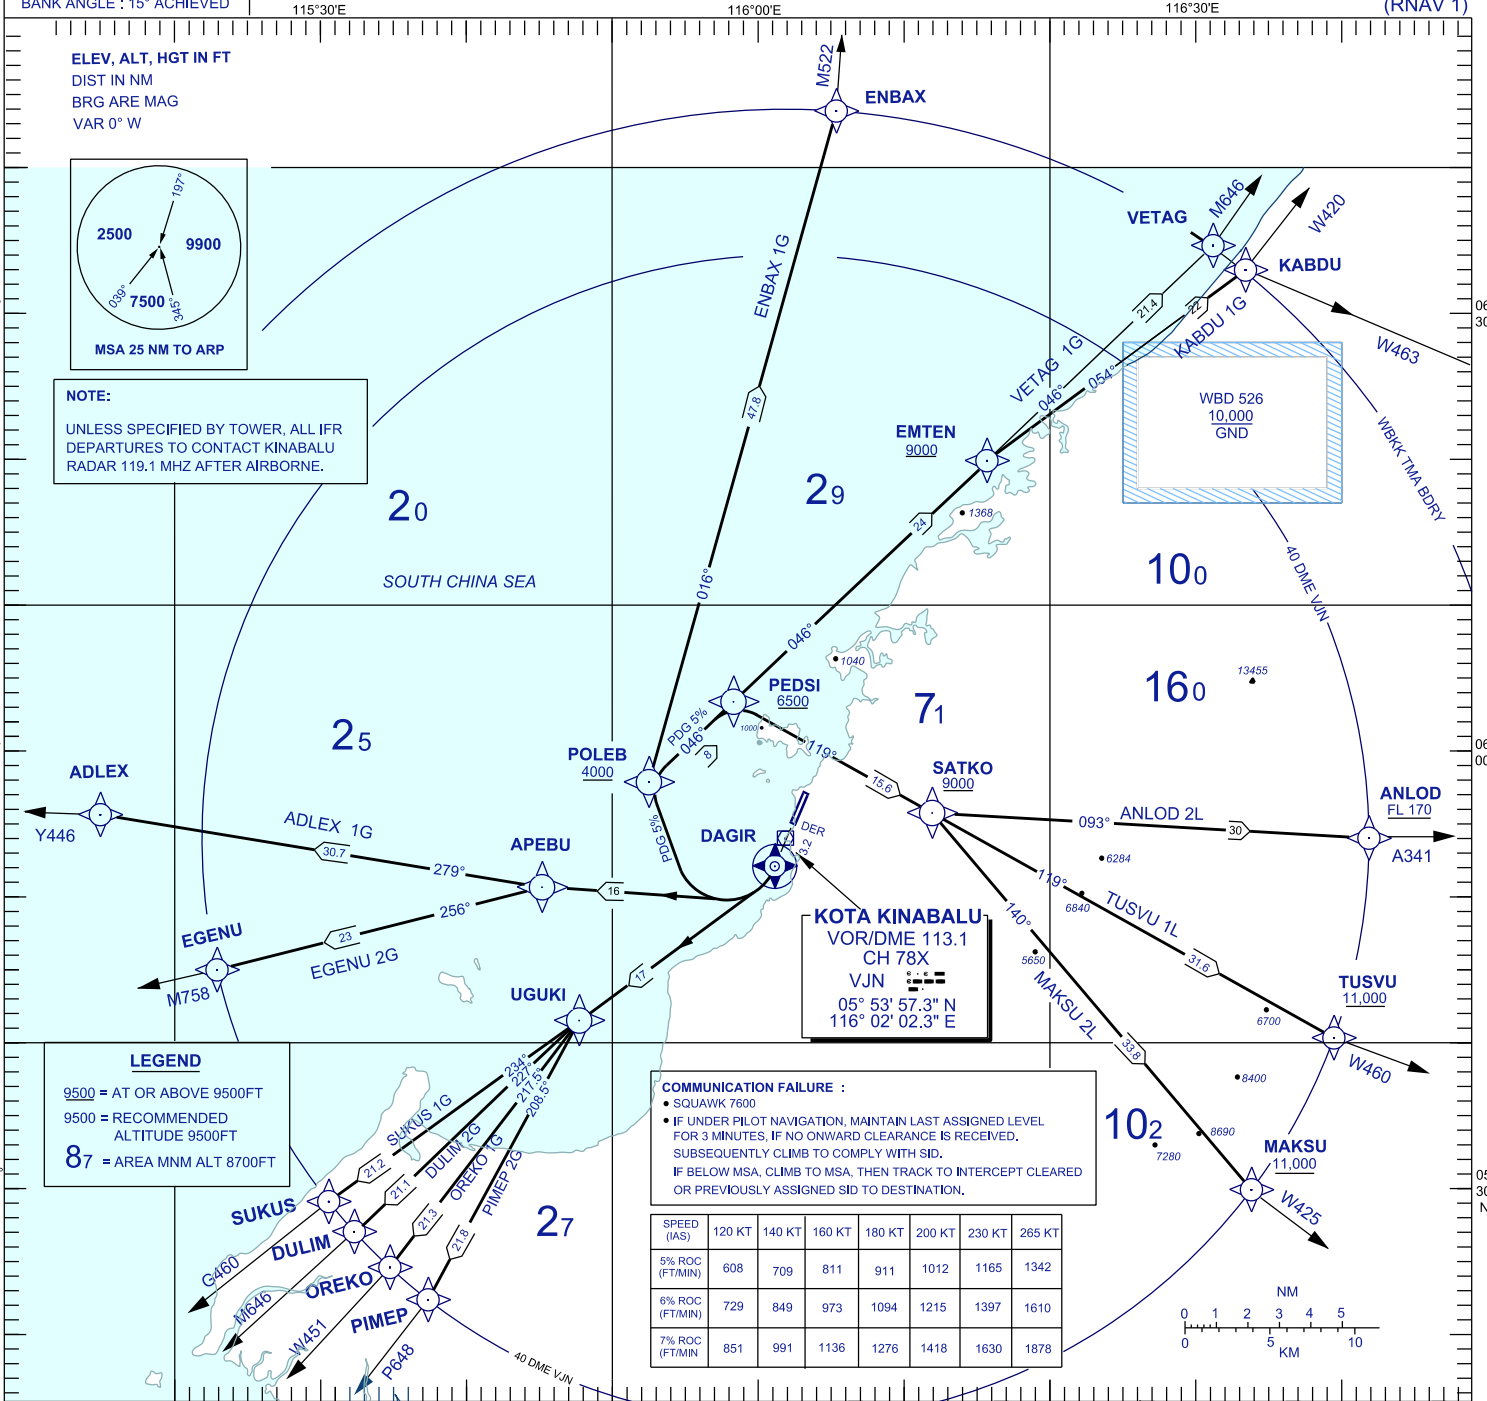 BANK ANGLE : 15° ACHIEVED
115°30'E
116°00'E
116°30'E
(RNAV 1)
ELEV, ALT, HGT IN FT
DIST IN NM
BRG ARE MAG
VAR 0° W
M522
ENBAX
197°
2500
9900
039°
7500
345°
MSA 25 NM TO ARP
VETAG
M646
W420
KABDU
ENBAX 1G
21.4
22
KABDU 1G
W463
06
30
NOTE:
UNLESS SPECIFIED BY TOWER, ALL IFR
DEPARTURES TO CONTACT KINABALU
RADAR 119.1 MHZ AFTER AIRBORNE.
VETAG 1G
046°
054°
47.8
WBD 526
10,000
GND
WBKK TMA BDRY
EMTEN
9000
20
29
24
1368
SOUTH CHINA SEA
016°
100
40 DME VJN
046°
1040
PEDSI
6500
71
160
13455
25
PDG 5%
046°
8
1000
119°
POLEB
4000
06
00
ADLEX
Y446
ADLEX 1G
30.7
279°
APEBU
PDG 5%
DAGIR
DER
3.2
15.6
SATKO
9000
093°
ANLOD 2L
30
ANLOD
FL 170
A341
6284
16
256°
23
EGENU 2G
EGENU
M758
119°
6840
TUSVU 1L
140°
5650
31.6
KOTA KINABALU
VOR/DME 113.1
CH 78X
VJN
05° 53' 57.3" N
116° 02' 02.3" E
17
UGUKI
MAKSU 2L
33.8
6700
TUSVU
11,000
W460
LEGEND
9500 = AT OR ABOVE 9500FT
9500 = RECOMMENDED
ALTITUDE 9500FT
87 = AREA MNM ALT 8700FT
234°
227°
217.5°
208.5°
SUKUS 1G
DULIM 2G
OREKO 1G
PIMEP 2G
21.2
21.1
21.3
21.8
COMMUNICATION FAILURE :
• SQUAWK 7600
• IF UNDER PILOT NAVIGATION, MAINTAIN LAST ASSIGNED LEVEL
FOR 3 MINUTES, IF NO ONWARD CLEARANCE IS RECEIVED.
SUBSEQUENTLY CLIMB TO COMPLY WITH SID.
IF BELOW MSA, CLIMB TO MSA, THEN TRACK TO INTERCEPT CLEARED
OR PREVIOUSLY ASSIGNED SID TO DESTINATION.
8400
102
8690
7280
MAKSU
11,000
W425
05
30
N
SUKUS
DULIM
OREKO
PIMEP
G460
M646
W451
P648
27
40 DME VJN
SPEED (IAS) 120 KT 140 KT 160 KT 180 KT 200 KT 230 KT 265 KT
5% ROC (FT/MIN) 608 709 811 911 1012 1165 1342
6% ROC (FT/MIN) 729 849 973 1094 1215 1397 1610
7% ROC (FT/MIN 851 991 1136 1276 1418 1630 1878
NM
0 1 2 3 4 5
0 5 10
KM